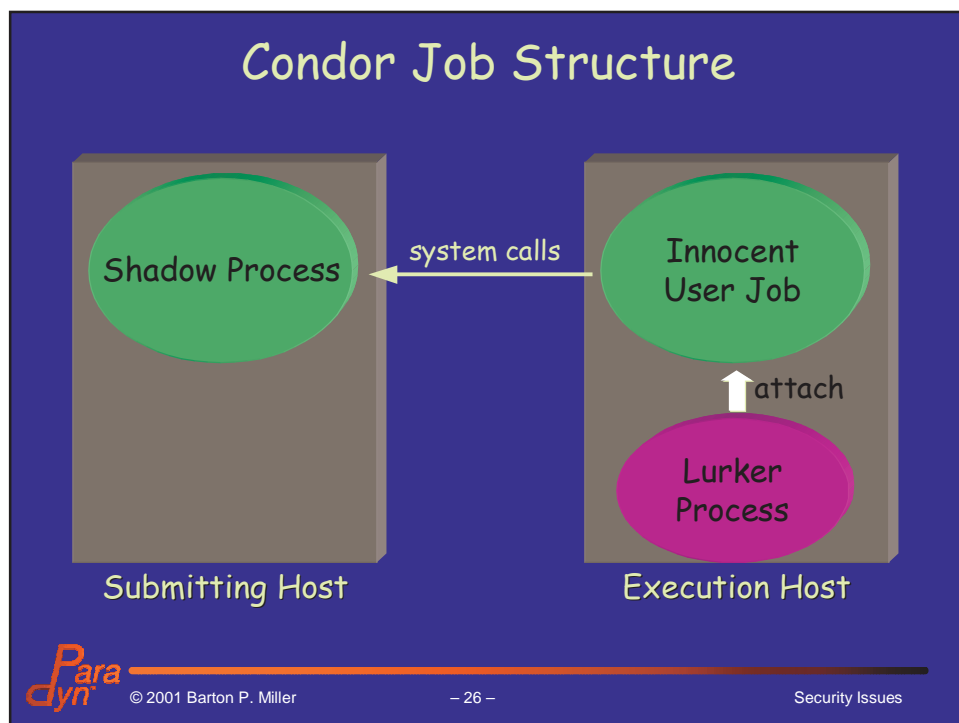 Condor Job Structure
Shadow Process
system calls
Innocent
User Job
attach
Lurker
Process
Submitting Host
Execution Host
Para
dyn™
© 2001 Barton P. Miller
– 26 –
Security Issues